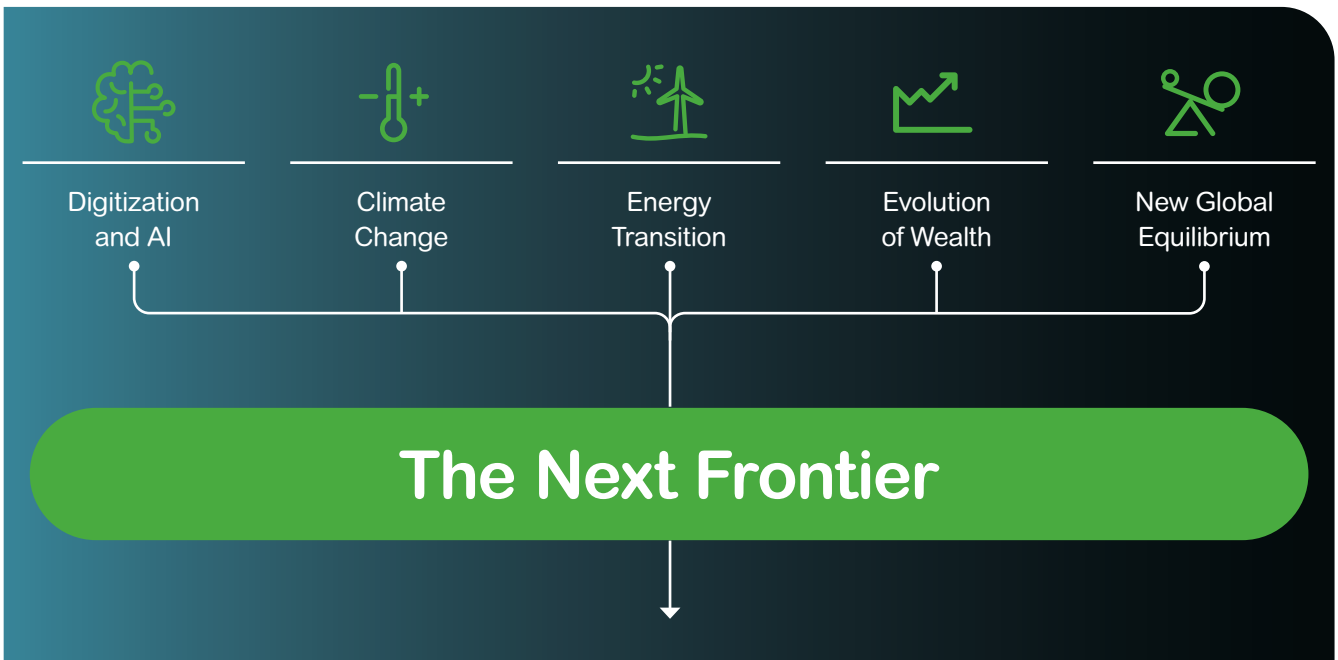 Digitization
and AI
Climate
Change
Energy
Transition
Evolution
of Wealth
New Global
Equilibrium
The Next Frontier